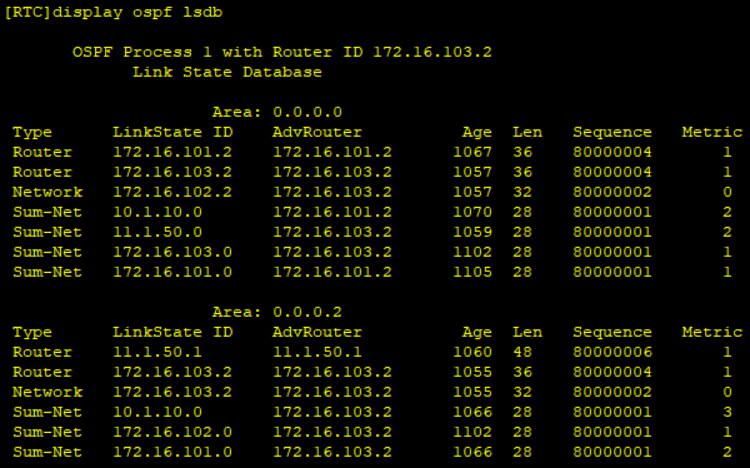 [RTC]display ospf lsdb
OSPF Process 1 with Router ID 172.16.103.2
Link State Database
Area: 0.0.0.0
Type LinkState ID AdvRouter Age Len Sequence Metric
Router 172.16.101.2 172.16.101.2 1067 36 80000004 1
Router 172.16.103.2 172.16.103.2 1057 36 80000004 1
Network 172.16.102.2 172.16.103.2 1057 32 80000002 0
Sum-Net 10.1.10.0 172.16.101.2 1070 28 80000001 2
Sum-Net 11.1.50.0 172.16.103.2 1059 28 80000001 2
Sum-Net 172.16.103.0 172.16.103.2 1102 28 80000001 1
Sum-Net 172.16.101.0 172.16.101.2 1105 28 80000001 1
Area: 0.0.0.2
Type LinkState ID AdvRouter Age Len Sequence Metric
Router 11.1.50.1 11.1.50.1 1060 48 80000006 1
Router 172.16.103.2 172.16.103.2 1055 36 80000004 1
Network 172.16.103.2 172.16.103.2 1055 32 80000002 0
Sum-Net 10.1.10.0 172.16.103.2 1066 28 80000001 3
Sum-Net 172.16.102.0 172.16.103.2 1102 28 80000001 1
Sum-Net 172.16.101.0 172.16.103.2 1066 28 80000001 2